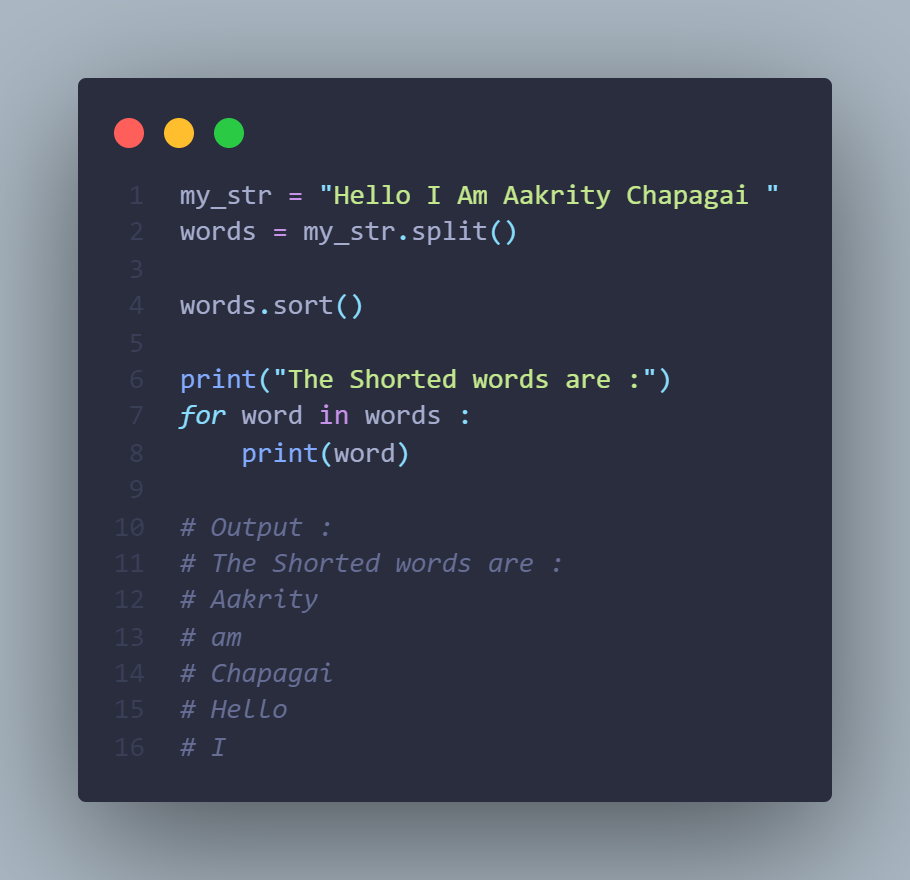 1 my_str = "Hello I Am Aakrity Chapagai "
2 words = my_str.split()
3
4 words.sort()
5
6 print("The Shorted words are :")
7 for word in words :
8     print(word)
9
10 # Output :
11 # The Shorted words are :
12 # Aakrity
13 # am
14 # Chapagai
15 # Hello
16 # I